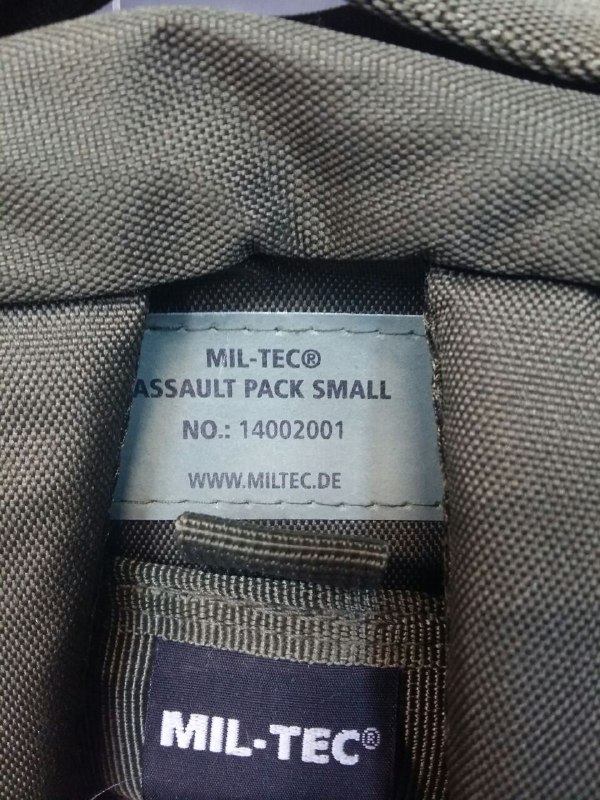 MIL-TEC®
ASSAULT PACK SMALL
NO.: 14002001
WWW.MILTEC.DE
MIL-TEC®